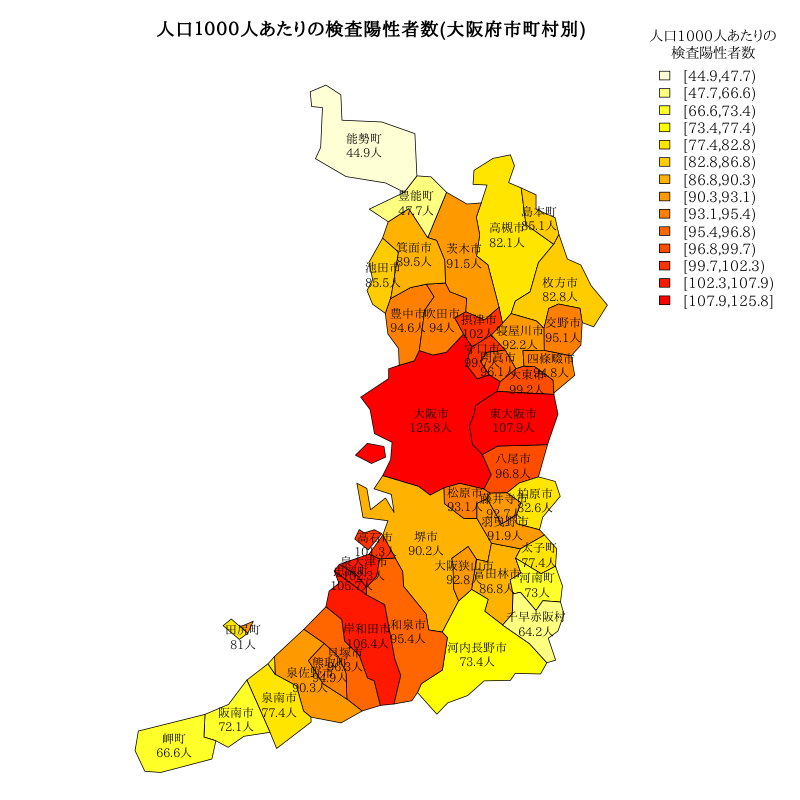 人口1000人あたりの検査陽性者数(大阪府市町村別)
人口1000人あたりの
検査陽性者数
[44.9,47.7)
[47.7,66.6)
[66.6,73.4)
[73.4,77.4)
[77.4,82.8)
[82.8,86.8)
[86.8,90.3)
[90.3,93.1)
[93.1,95.4)
[95.4,96.8)
[96.8,99.7)
[99.7,102.3)
[102.3,107.9)
[107.9,125.8]
能勢町
44.9人
豊能町
47.7人
島本町
85.1人
高槻市
82.1人
箕面市
89.5人
茨木市
91.5人
池田市
85.5人
枚方市
82.8人
豊中市
94.6人
吹田市
94人
摂津市
102人
寝屋川市
92.2人
交野市
95.1人
守口市
門真市
96.1人
四條畷市
94.8人
大東市
99.2人
大阪市
125.8人
東大阪市
107.9人
八尾市
96.8人
松原市
93.1人
藤井寺市
92.7人
柏原市
82.6人
羽曳野市
91.9人
堺市
90.2人
高石市
太子町
77.4人
大阪狭山市
92.8人
富田林市
86.8人
河南町
73人
泉大津市
102.3人
105.7人
千早赤阪村
64.2人
田尻町
81人
岸和田市
106.4人
和泉市
95.4人
河内長野市
73.4人
貝塚市
96.3人
熊取町
94.9人
泉佐野市
90.3人
泉南市
77.4人
阪南市
72.1人
岬町
66.6人